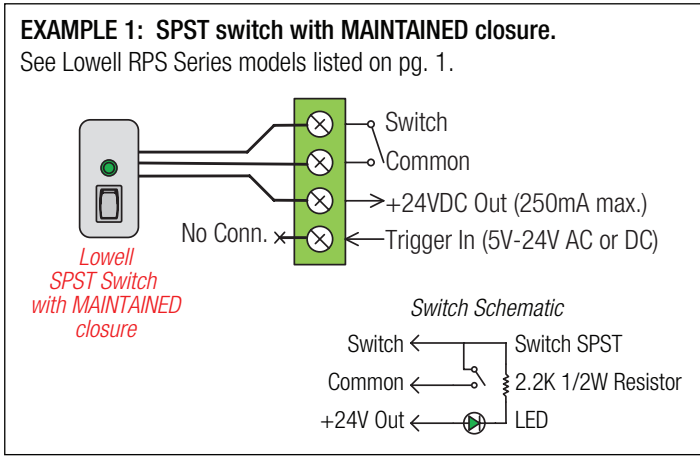 EXAMPLE 1: SPST switch with MAINTAINED closure.
See Lowell RPS Series models listed on pg. 1.
Switch
Common
+24VDC Out (250mA max.)
No Conn.
Trigger In (5V-24V AC or DC)
Lowell
SPST Switch
with MAINTAINED
closure
Switch Schematic
Switch
Switch SPST
Common
2.2K 1/2W Resistor
+24V Out
LED